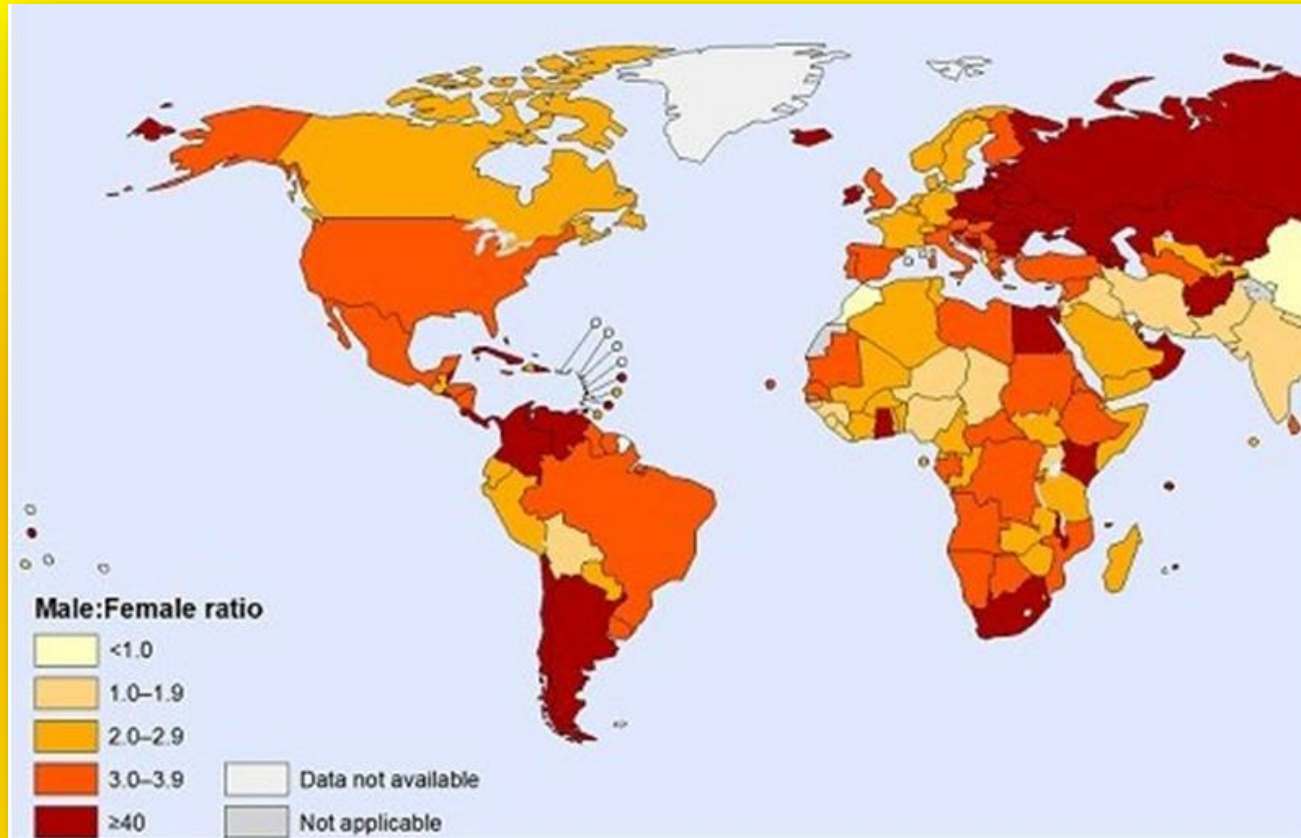 Male:Female ratio
<1.0
1.0–1.9
2.0–2.9
3.0–3.9
≥40
Data not available
Not applicable